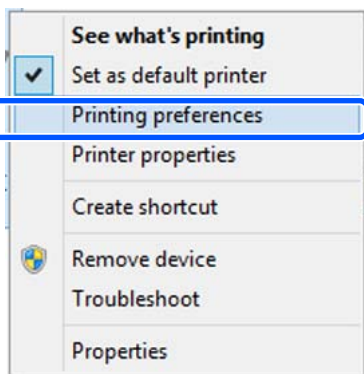 See what's printing
Set as default printer
Printing preferences
Printer properties
Create shortcut
Remove device
Troubleshoot
Properties